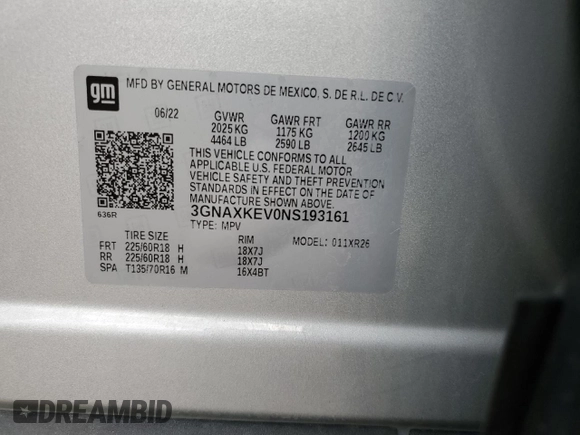 gm
MFD BY GENERAL MOTORS DE MEXICO, S. DE R.L. DE C.V.
06/22 GVWR GAWR FRT GAWR RR
2025 KG 1175 KG 1200 KG
4464 LB 2590 LB 2645 LB
THIS VEHICLE CONFORMS TO ALL
APPLICABLE U.S. FEDERAL MOTOR
VEHICLE SAFETY AND THEFT PREVENTION
STANDARDS IN EFFECT ON THE DATE OF
MANUFACTURE SHOWN ABOVE.
636R 3GNAXKEV0NS193161
TYPE: MPV
TIRE SIZE RIM MODEL: 011XR26
FRT 225/60R18 H 18X7J
RR 225/60R18 H 18X7J
SPA T135/70R16 M 16X4BT
DREAMBID